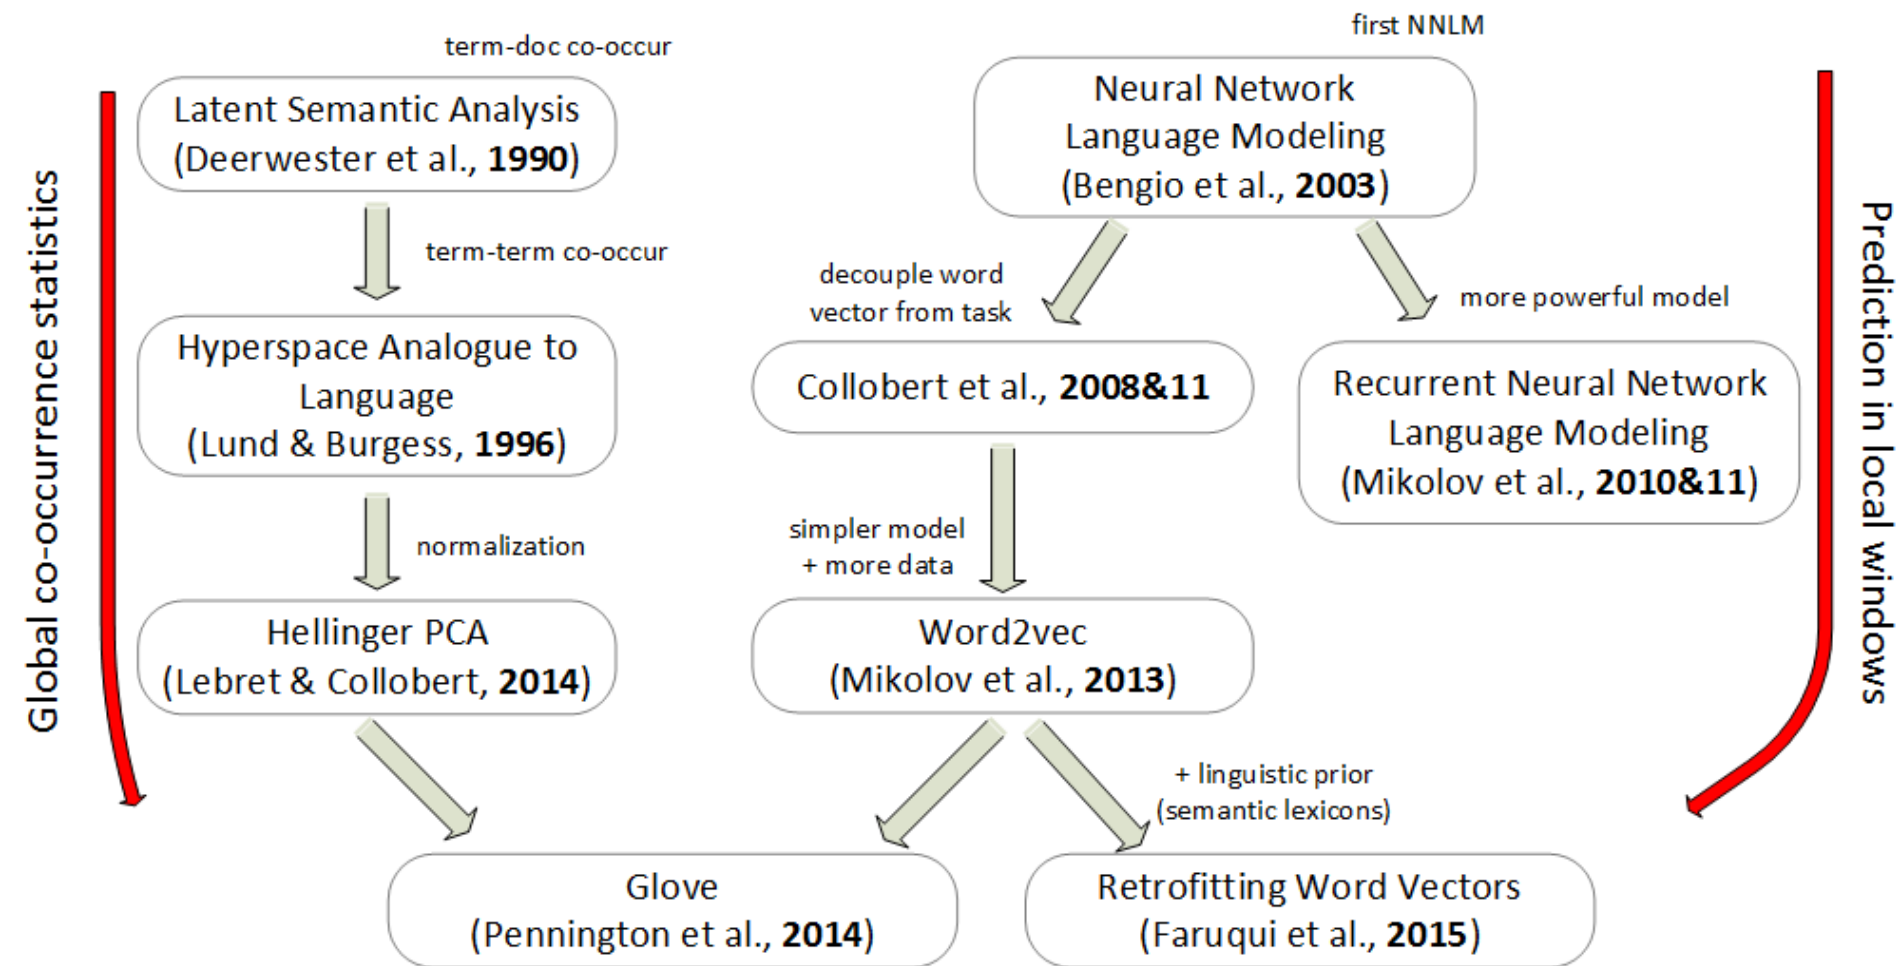 Global co-occurrence statistics
term-doc co-occur
Latent Semantic Analysis
(Deerwester et al., 1990)
term-term co-occur
Hyperspace Analogue to
Language
(Lund & Burgess, 1996)
normalization
Hellinger PCA
(Lebret & Collobert, 2014)
first NNLM
Neural Network
Language Modeling
(Bengio et al., 2003)
decouple word
vector from task
more powerful model
Collobert et al., 2008&11
Recurrent Neural Network
Language Modeling
(Mikolov et al., 2010&11)
simpler model
+ more data
Word2vec
(Mikolov et al., 2013)
+ linguistic prior
(semantic lexicons)
Glove
(Pennington et al., 2014)
Retrofitting Word Vectors
(Faruqui et al., 2015)
Prediction in local windows